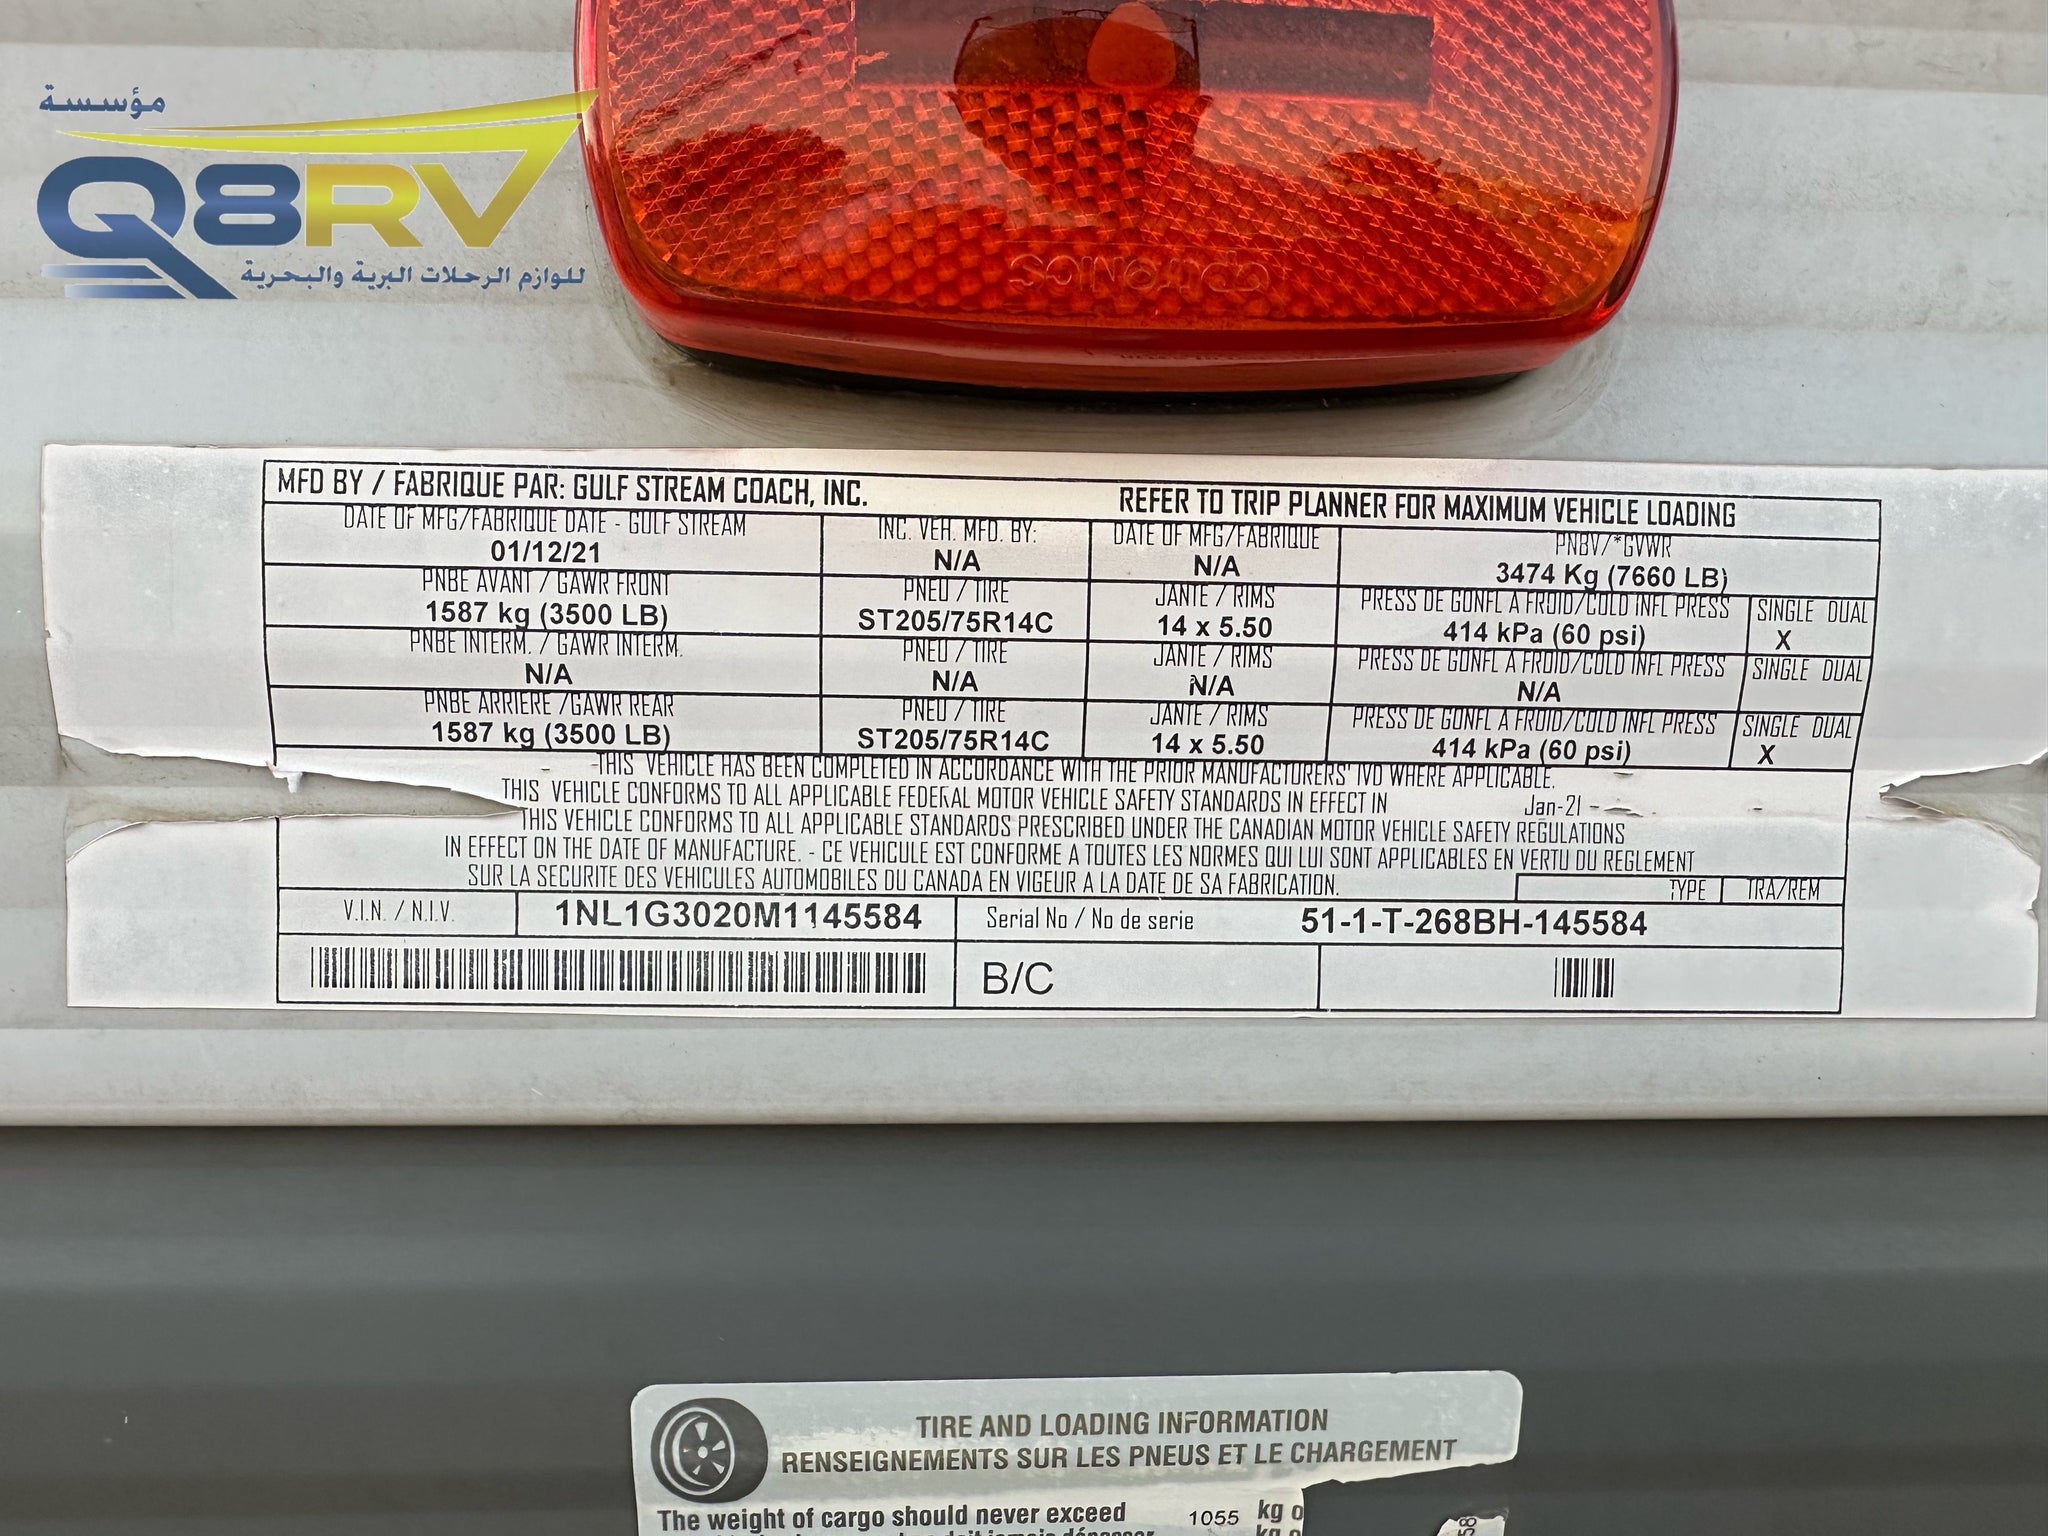 مؤسسة
Q8RV
للوازم الرحلات البرية والبحرية
OPTRONICS
MFD BY / FABRIQUE PAR: GULF STREAM COACH, INC. REFER TO TRIP PLANNER FOR MAXIMUM VEHICLE LOADING
DATE OF MFG/FABRIQUE DATE - GULF STREAM INC. VEH. MFD. BY: DATE OF MFG/FABRIQUE PNBV/*GVWR
01/12/21 N/A N/A 3474 Kg (7660 LB)
PNBE AVANT / GAWR FRONT PNEU / TIRE JANTE / RIMS PRESS DE GONFL A FROID/COLD INFL PRESS SINGLE DUAL
1587 kg (3500 LB) ST205/75R14C 14 x 5.50 414 kPa (60 psi) X
PNBE INTERM. / GAWR INTERM. PNEU / TIRE JANTE / RIMS PRESS DE GONFL A FROID/COLD INFL PRESS SINGLE DUAL
N/A N/A N/A N/A
PNBE ARRIERE /GAWR REAR PNEU / TIRE JANTE / RIMS PRESS DE GONFL A FROID/COLD INFL PRESS SINGLE DUAL
1587 kg (3500 LB) ST205/75R14C 14 x 5.50 414 kPa (60 psi) X
THIS VEHICLE HAS BEEN COMPLETED IN ACCORDANCE WITH THE PRIOR MANUFACTURERS' IVD WHERE APPLICABLE.
THIS VEHICLE CONFORMS TO ALL APPLICABLE FEDERAL MOTOR VEHICLE SAFETY STANDARDS IN EFFECT IN Jan-21
THIS VEHICLE CONFORMS TO ALL APPLICABLE STANDARDS PRESCRIBED UNDER THE CANADIAN MOTOR VEHICLE SAFETY REGULATIONS
IN EFFECT ON THE DATE OF MANUFACTURE. - CE VEHICULE EST CONFORME A TOUTES LES NORMES QUI LUI SONT APPLICABLES EN VERTU DU REGLEMENT
SUR LA SECURITE DES VEHICULES AUTOMOBILES DU CANADA EN VIGEUR A LA DATE DE SA FABRICATION. TYPE TRA/REM
V.I.N. / N.I.V. 1NL1G3020M1145584 Serial No / No de serie 51-1-T-268BH-145584
B/C
TIRE AND LOADING INFORMATION
RENSEIGNEMENTS SUR LES PNEUS ET LE CHARGEMENT
The weight of cargo should never exceed 1055 kg o